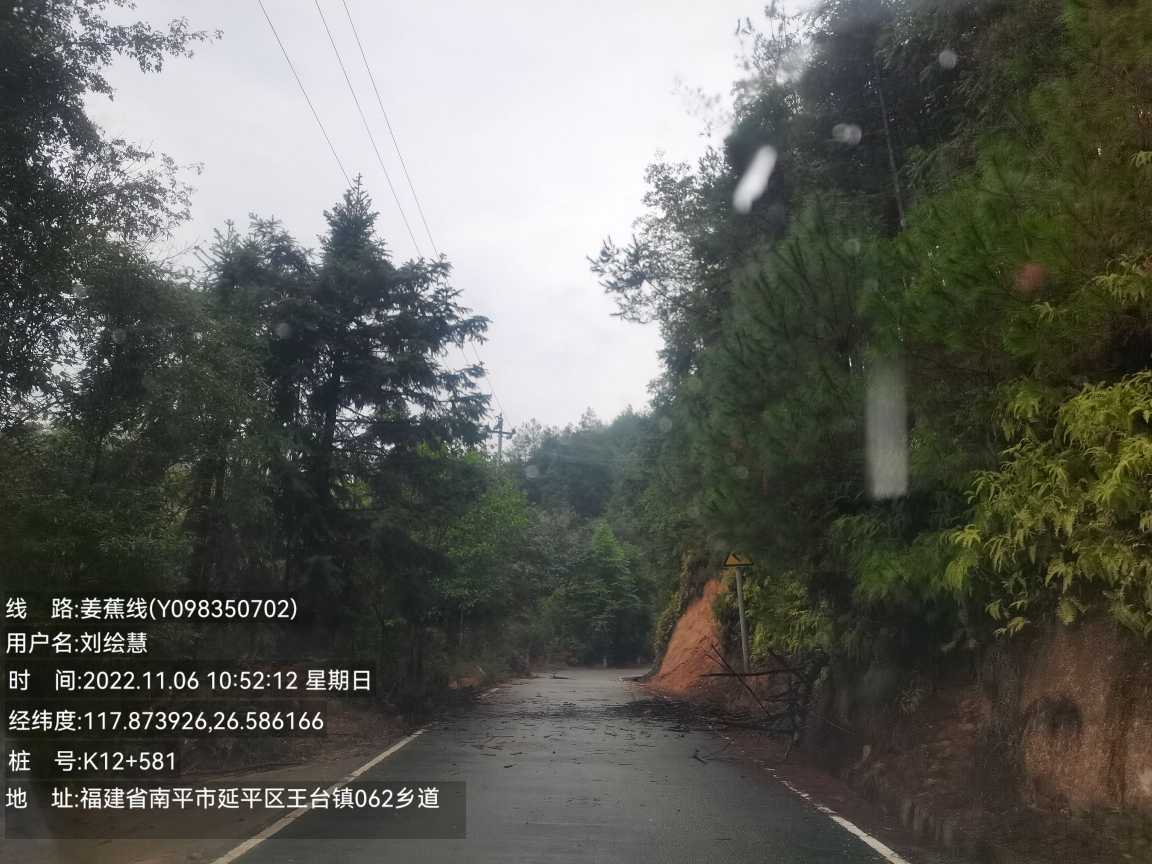 线 路:姜蕉线(Y098350702)
用户名:刘绘慧
时 间:2022.11.06 10:52:12 星期日
经纬度:117.873926,26.586166
桩 号:K12+581
地 址:福建省南平市延平区王台镇062乡道